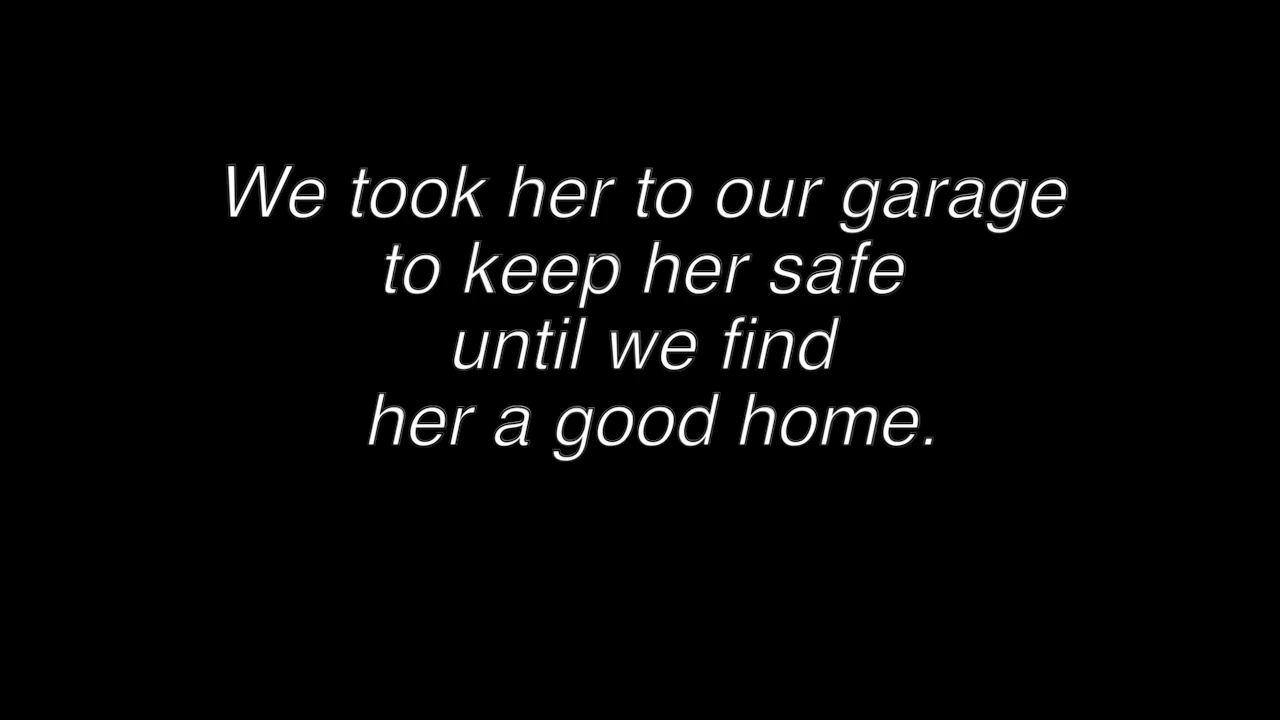 We took her to our garage
to keep her safe
until we find
her a good home.